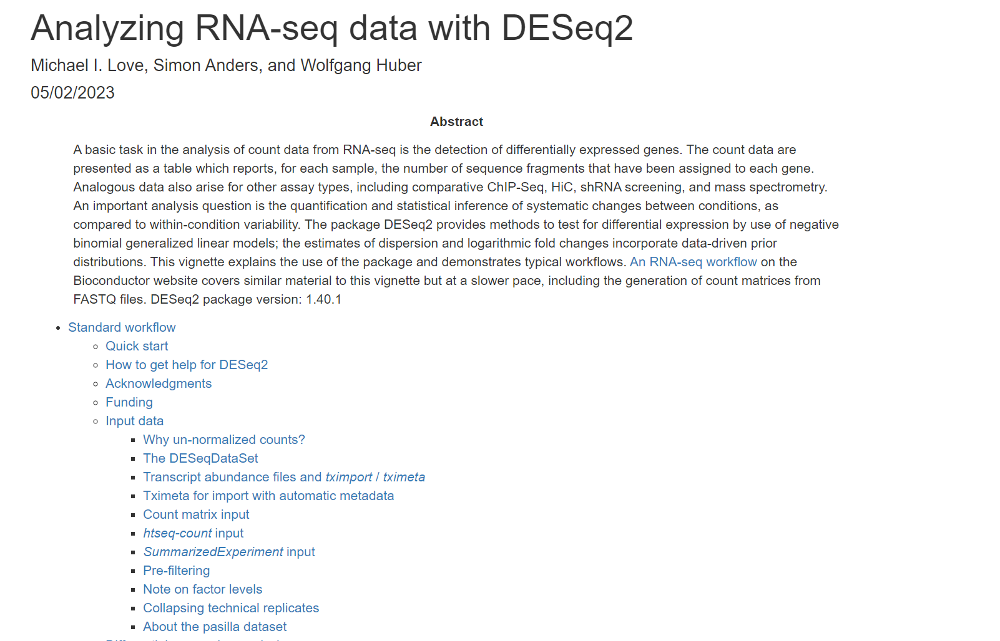 Analyzing RNA-seq data with DESeq2
Michael I. Love, Simon Anders, and Wolfgang Huber
05/02/2023
Abstract
A basic task in the analysis of count data from RNA-seq is the detection of differentially expressed genes. The count data are
presented as a table which reports, for each sample, the number of sequence fragments that have been assigned to each gene.
Analogous data also arise for other assay types, including comparative ChIP-Seq, HiC, shRNA screening, and mass spectrometry.
An important analysis question is the quantification and statistical inference of systematic changes between conditions, as
compared to within-condition variability. The package DESeq2 provides methods to test for differential expression by use of negative
binomial generalized linear models; the estimates of dispersion and logarithmic fold changes incorporate data-driven prior
distributions. This vignette explains the use of the package and demonstrates typical workflows. An RNA-seq workflow on the
Bioconductor website covers similar material to this vignette but at a slower pace, including the generation of count matrices from
FASTQ files. DESeq2 package version: 1.40.1
Standard workflow
Quick start
How to get help for DESeq2
Acknowledgments
Funding
Input data
Why un-normalized counts?
The DESeqDataSet
Transcript abundance files and tximport / tximeta
Tximeta for import with automatic metadata
Count matrix input
htseq-count input
SummarizedExperiment input
Pre-filtering
Note on factor levels
Collapsing technical replicates
About the pasilla dataset